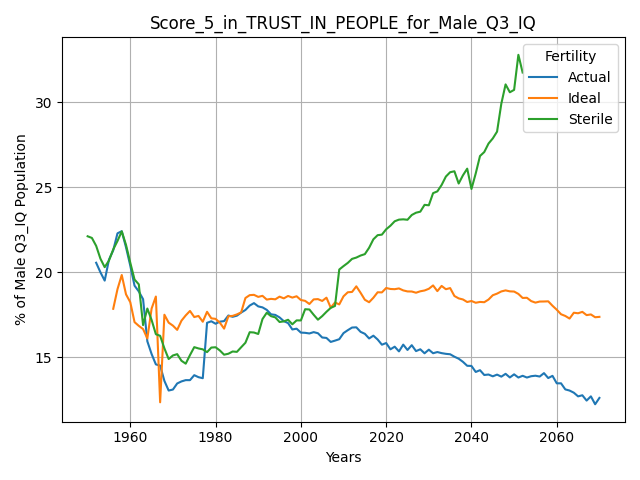 Score_5_in_TRUST_IN_PEOPLE_for_Male_Q3_IQ
% of Male Q3_IQ Population
30
25
20
15
Fertility
Actual
Ideal
Sterile
1960
1980
2000
2020
2040
2060
Years